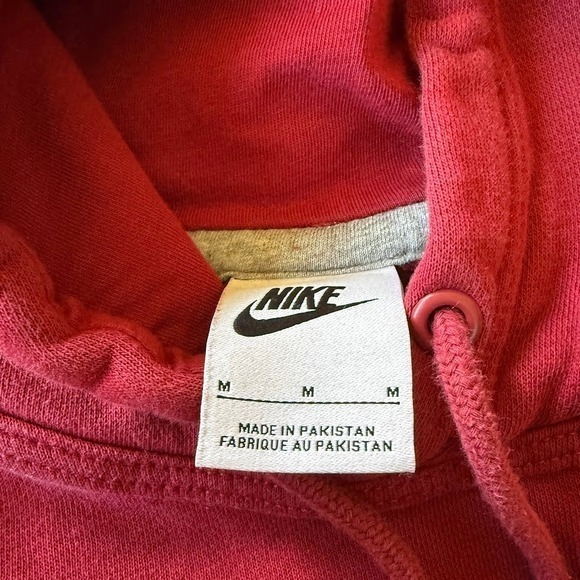 NIKE
M M M
MADE IN PAKISTAN
FABRIQUE AU PAKISTAN